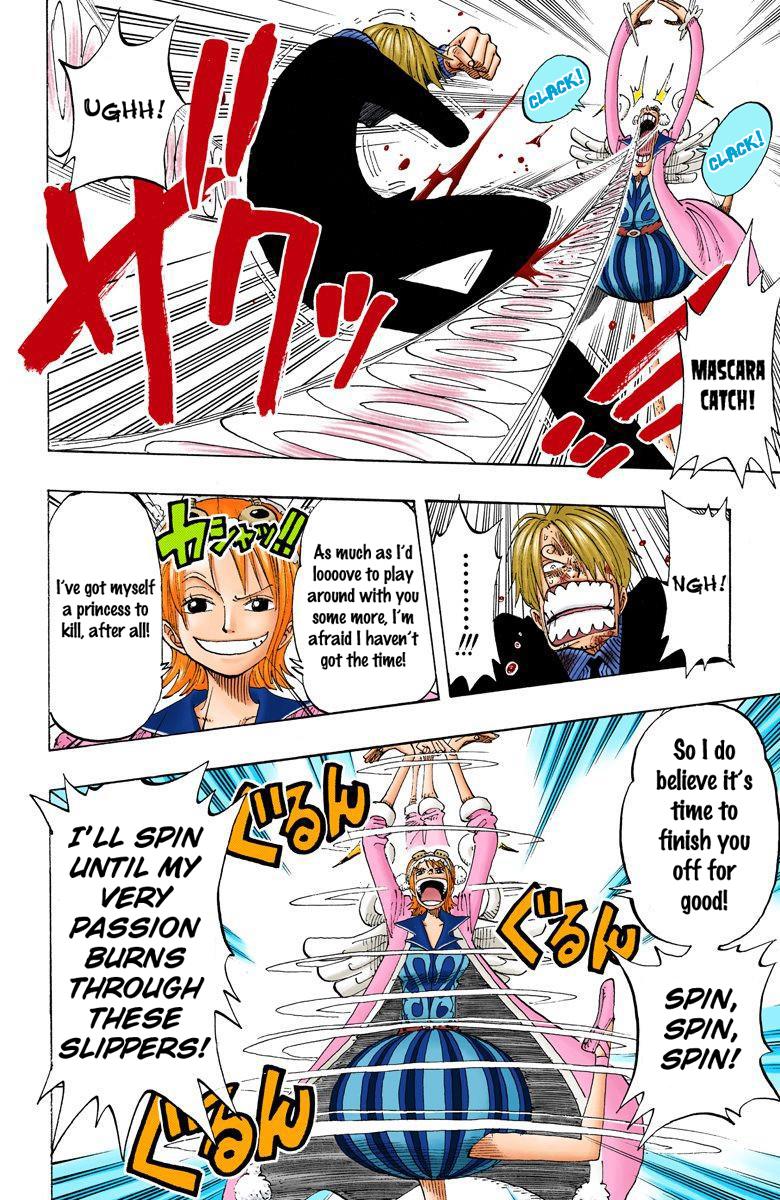 CLACK!
CLACK!
UGHH!
ザクッ!!
MASCARA
CATCH!
NGH!
........!!!
As much as I'd
loooove to play
around with you
some more, I'm
afraid I haven't
got the time!
カシャッ!!
I've got myself
a princess to
kill, after all!
So I do
believe it's
time to
finish you
off for
good!
ぐるん
ぐるん
SPIN,
SPIN,
SPIN!
I'LL SPIN
UNTIL MY
VERY
PASSION
BURNS
THROUGH
THESE
SLIPPERS!
ぐるん